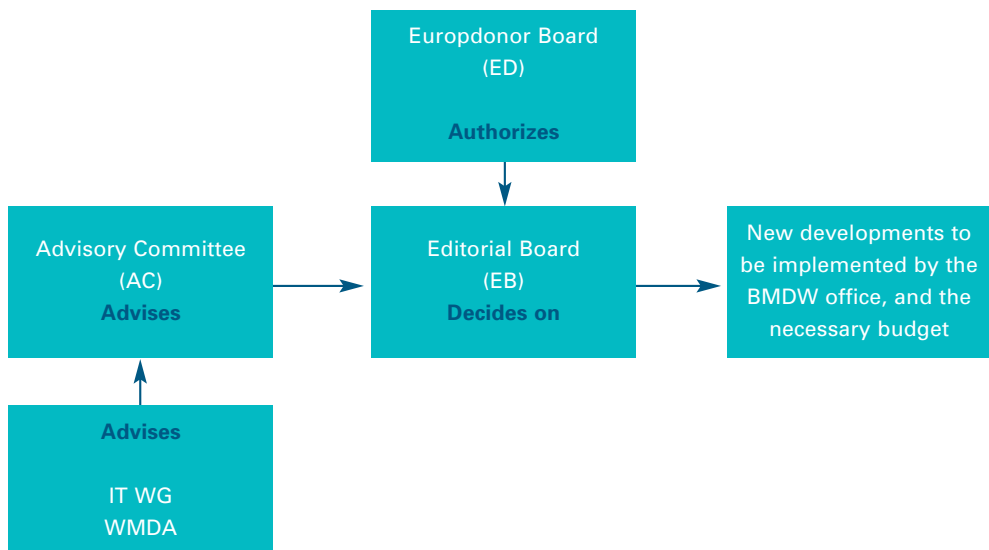 Europdonor Board
(ED)
Authorizes
Advisory Committee
(AC)
Advises
Editorial Board
(EB)
Decides on
New developments to
be implemented by the
BMDW office, and the
necessary budget
Advises
IT WG
WMDA